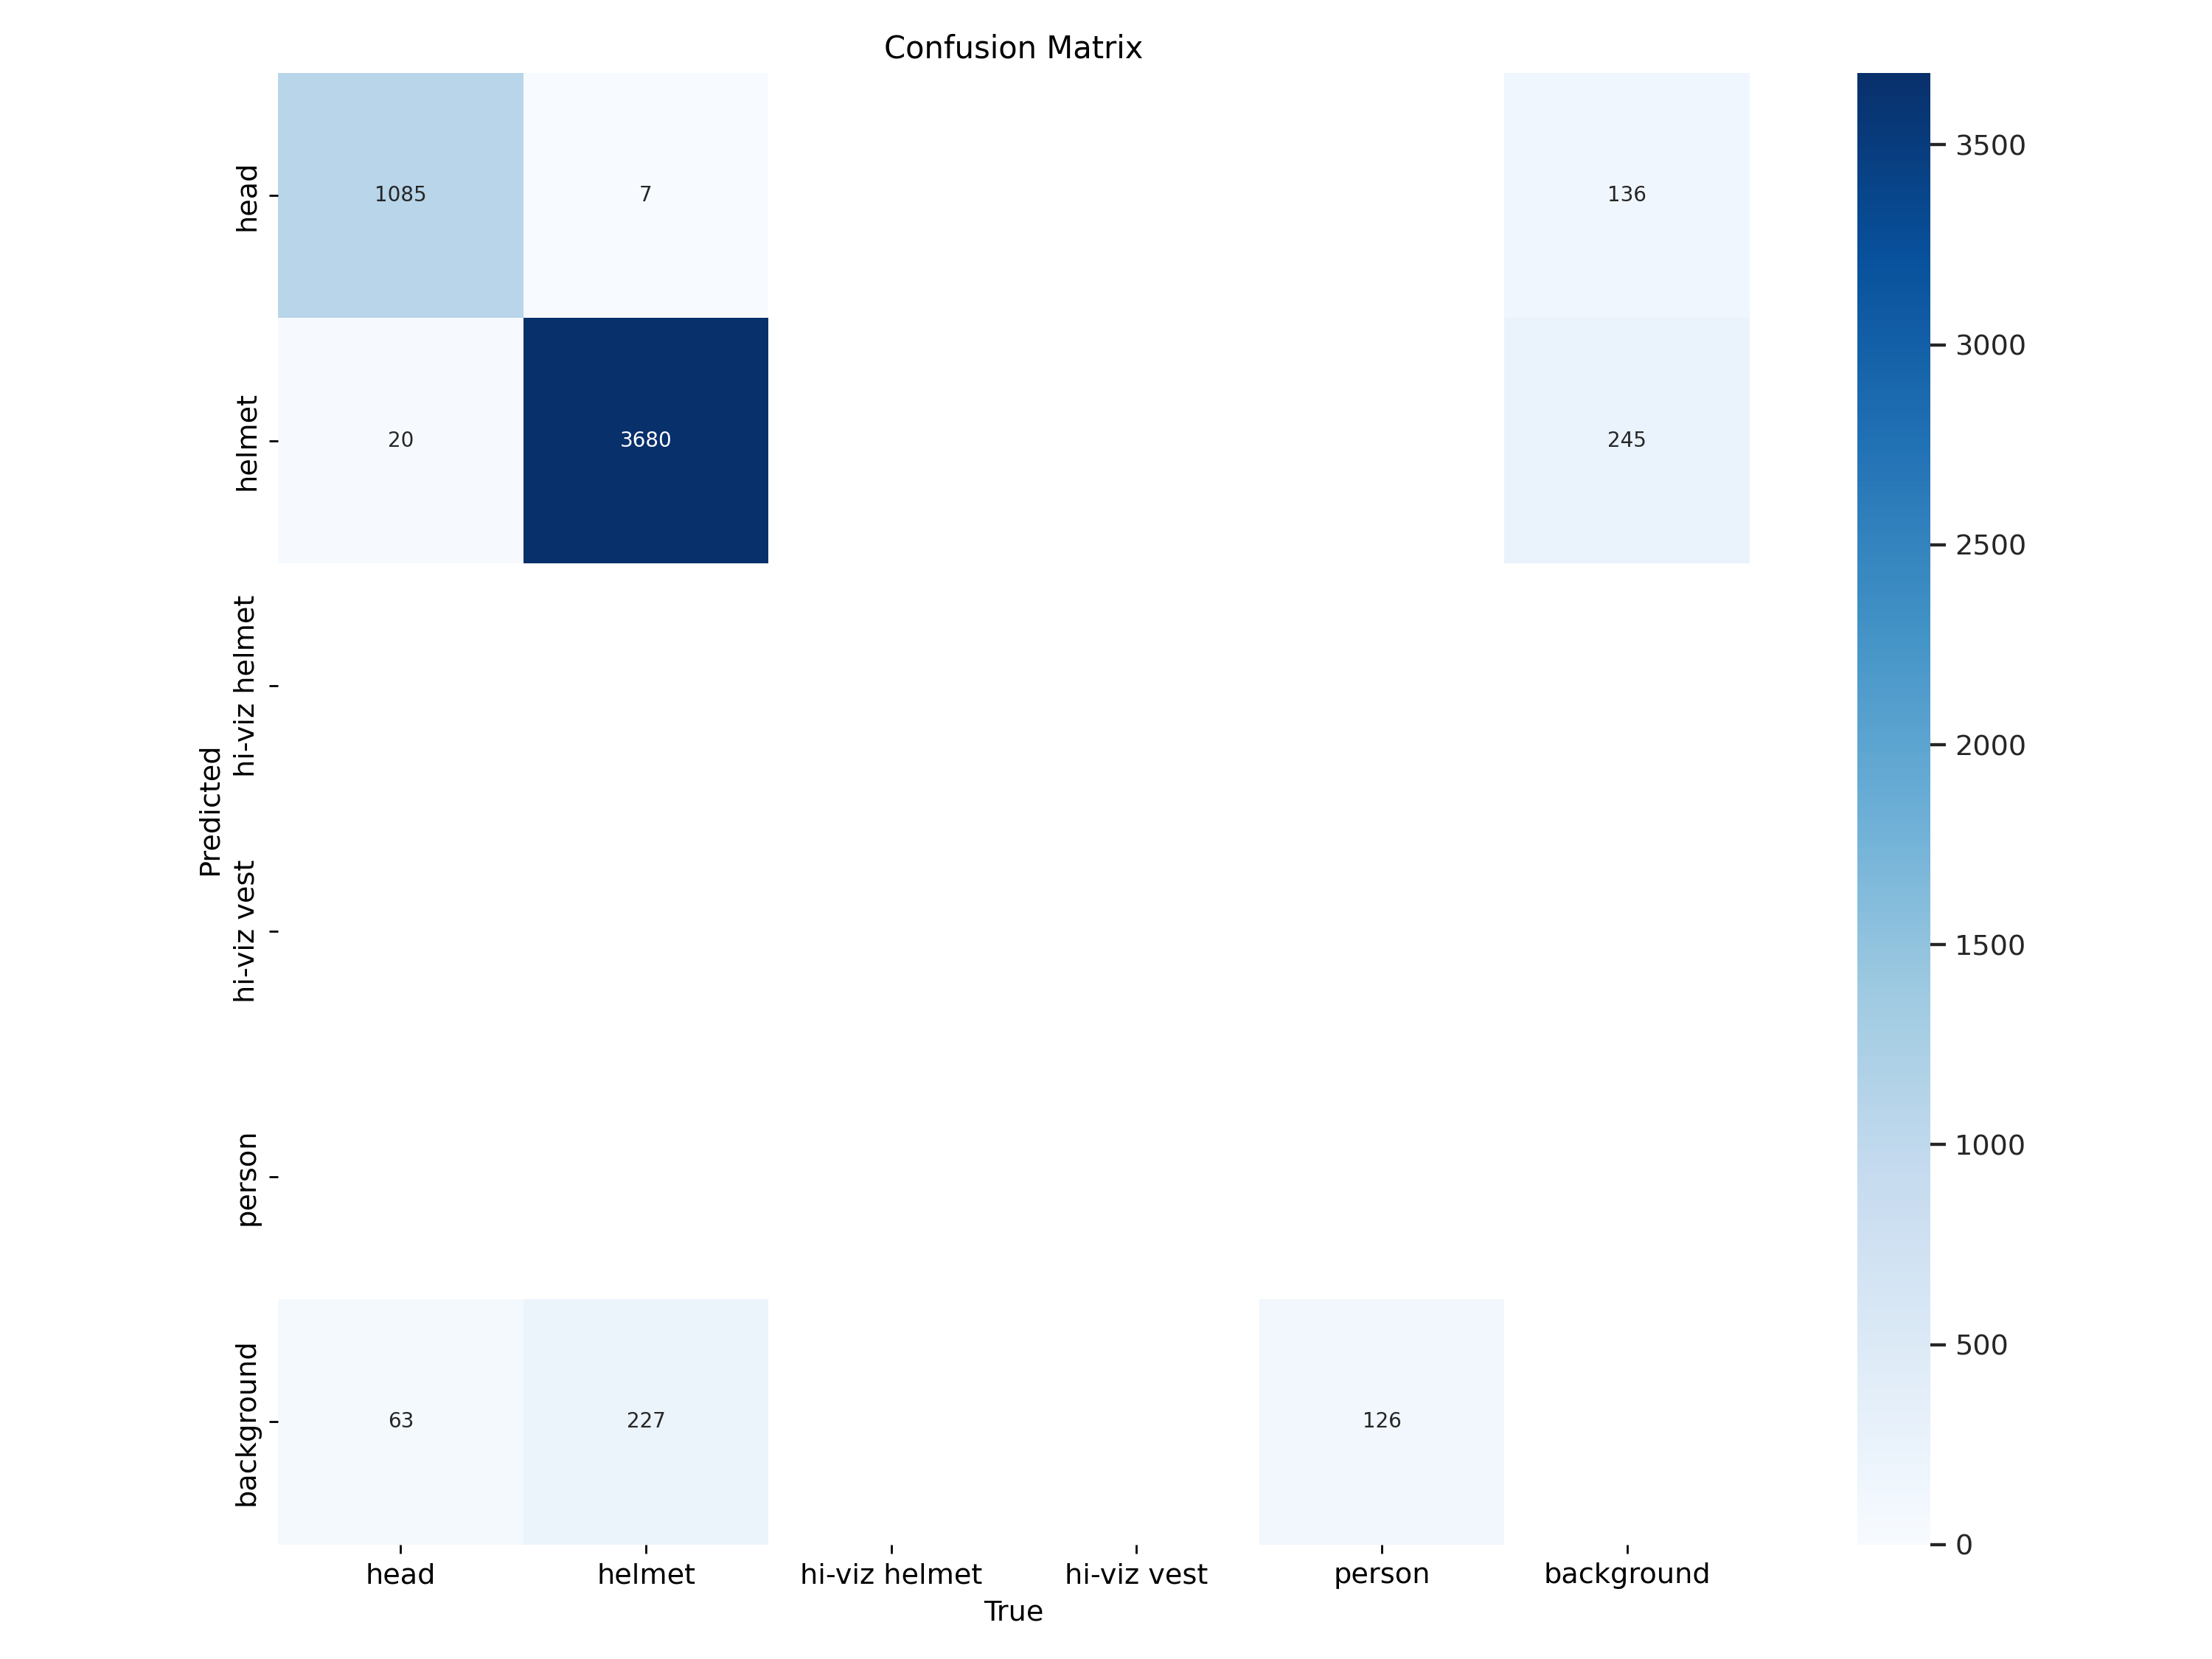 Confusion Matrix
head
1085
7
136
helmet
20
3680
245
hi-viz helmet
hi-viz vest
person
background
63
227
126
Predicted
head
helmet
hi-viz helmet
hi-viz vest
person
background
True
3500
3000
2500
2000
1500
1000
500
0